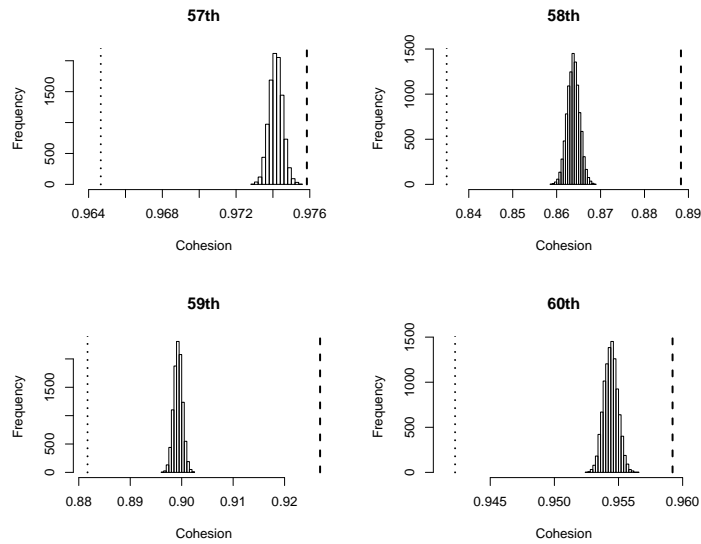 57th
Frequency
0 500 1500
0.964 0.968 0.972 0.976
Cohesion
58th
Frequency
0 500 1000 1500
0.84 0.85 0.86 0.87 0.88 0.89
Cohesion
59th
Frequency
0 500 1500
0.88 0.89 0.90 0.91 0.92
Cohesion
60th
Frequency
0 500 1000 1500
0.945 0.950 0.955 0.960
Cohesion